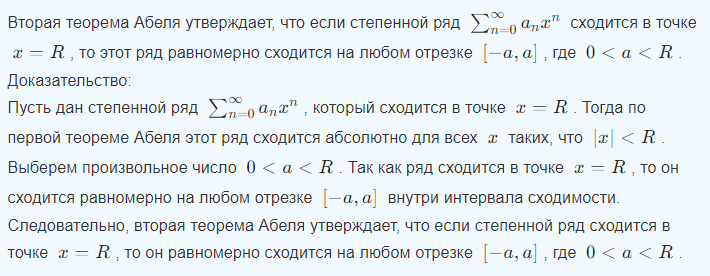 Вторая теорема Абеля утверждает, что если степенной ряд $\sum_{n=0}^{\infty} a_n x^n$ сходится в точке
$x = R$ , то этот ряд равномерно сходится на любом отрезке $[-a, a]$ , где $0 < a < R$ .
Доказательство:
Пусть дан степенной ряд $\sum_{n=0}^{\infty} a_n x^n$ , который сходится в точке $x = R$ . Тогда по
первой теореме Абеля этот ряд сходится абсолютно для всех $x$ таких, что $|x| < R$ .
Выберем произвольное число $0 < a < R$ . Так как ряд сходится в точке $x = R$ , то он
сходится равномерно на любом отрезке $[-a, a]$ внутри интервала сходимости.
Следовательно, вторая теорема Абеля утверждает, что если степенной ряд сходится в
точке $x = R$ , то он равномерно сходится на любом отрезке $[-a, a]$ , где $0 < a < R$ .